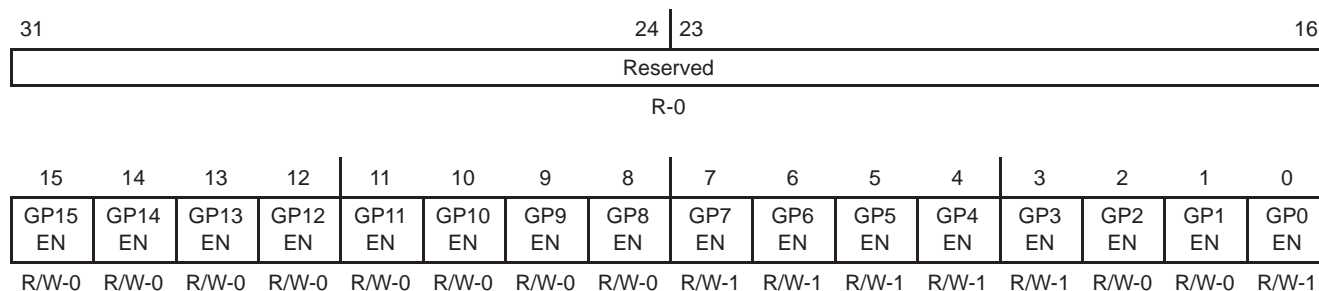 31 24 23 16
Reserved
R-0
15 14 13 12 11 10 9 8 7 6 5 4 3 2 1 0
GP15 GP14 GP13 GP12 GP11 GP10 GP9 GP8 GP7 GP6 GP5 GP4 GP3 GP2 GP1 GP0
EN EN EN EN EN EN EN EN EN EN EN EN EN EN EN EN
R/W-0 R/W-0 R/W-0 R/W-0 R/W-0 R/W-0 R/W-0 R/W-0 R/W-1 R/W-1 R/W-1 R/W-1 R/W-1 R/W-0 R/W-0 R/W-1